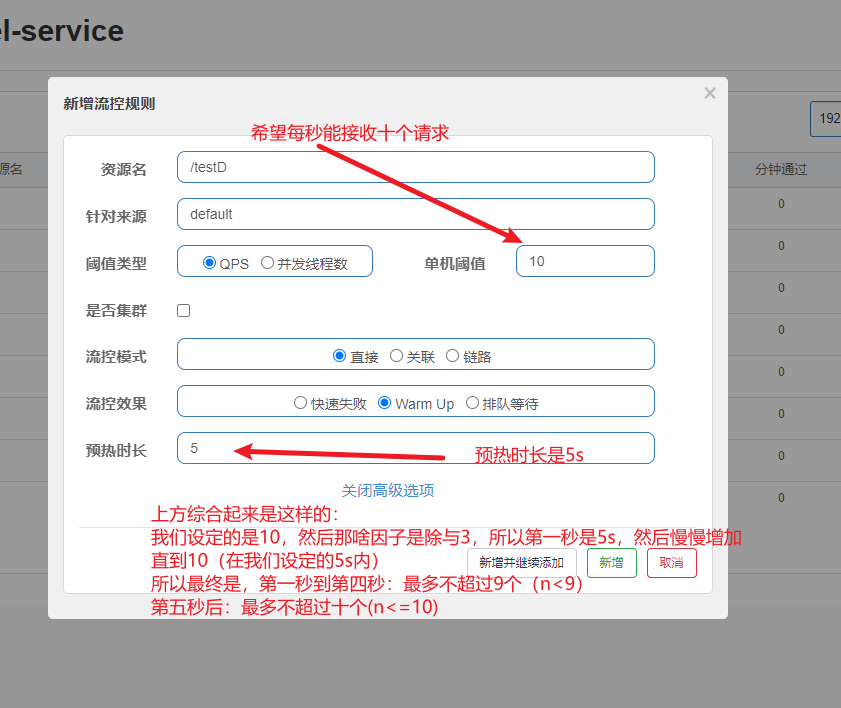 el-service
新增流控规则
×
希望每秒能接收十个请求
192
源名
分钟通过
资源名
/testD
0
针对来源
default
0
阈值类型
QPS 并发线程数
单机阈值
10
0
是否集群
0
流控模式
直接 关联 链路
0
流控效果
快速失败 Warm Up 排队等待
0
预热时长
5
预热时长是5s
0
关闭高级选项
0
上方综合起来是这样的：
我们设定的是10，然后那啥因子是除与3，所以第一秒是5s，然后慢慢增加
直到10（在我们设定的5s内）
新增并继续添加
新增
取消
所以最终是，第一秒到第四秒：最多不超过9个（n<9）
第五秒后：最多不超过十个(n<=10)